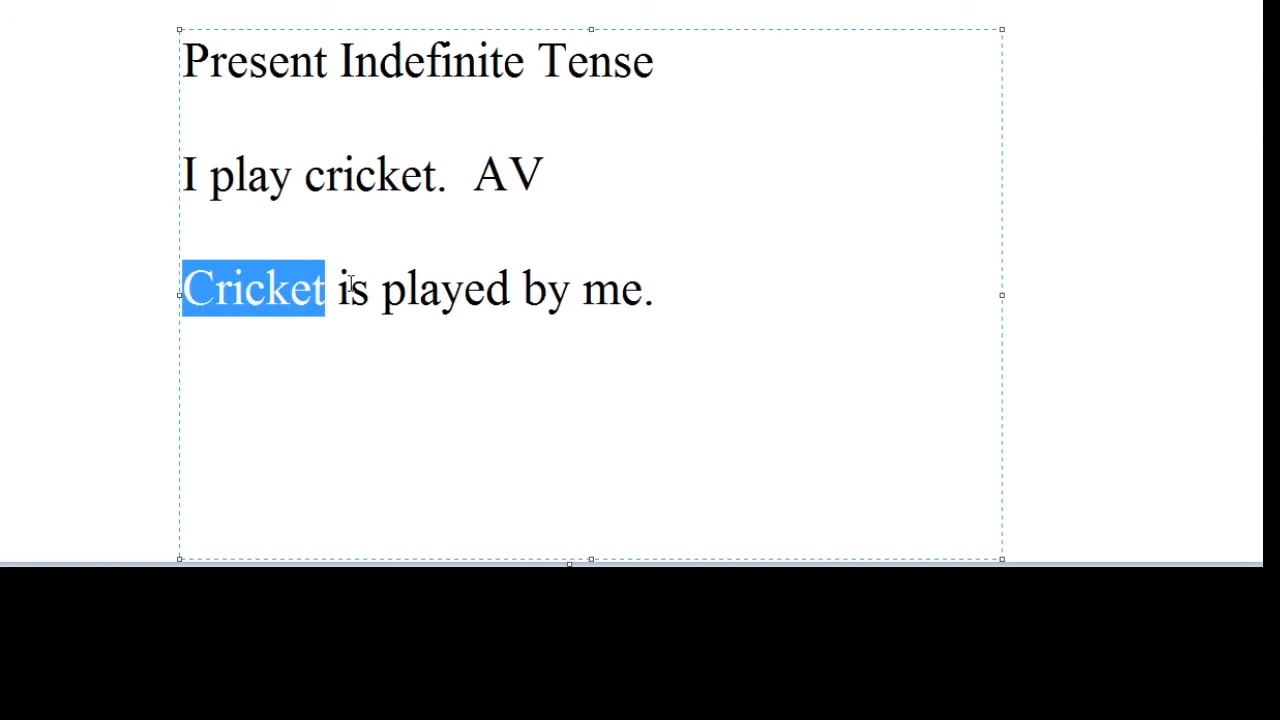 Present Indefinite Tense
I play cricket.  AV
Cricket is played by me.